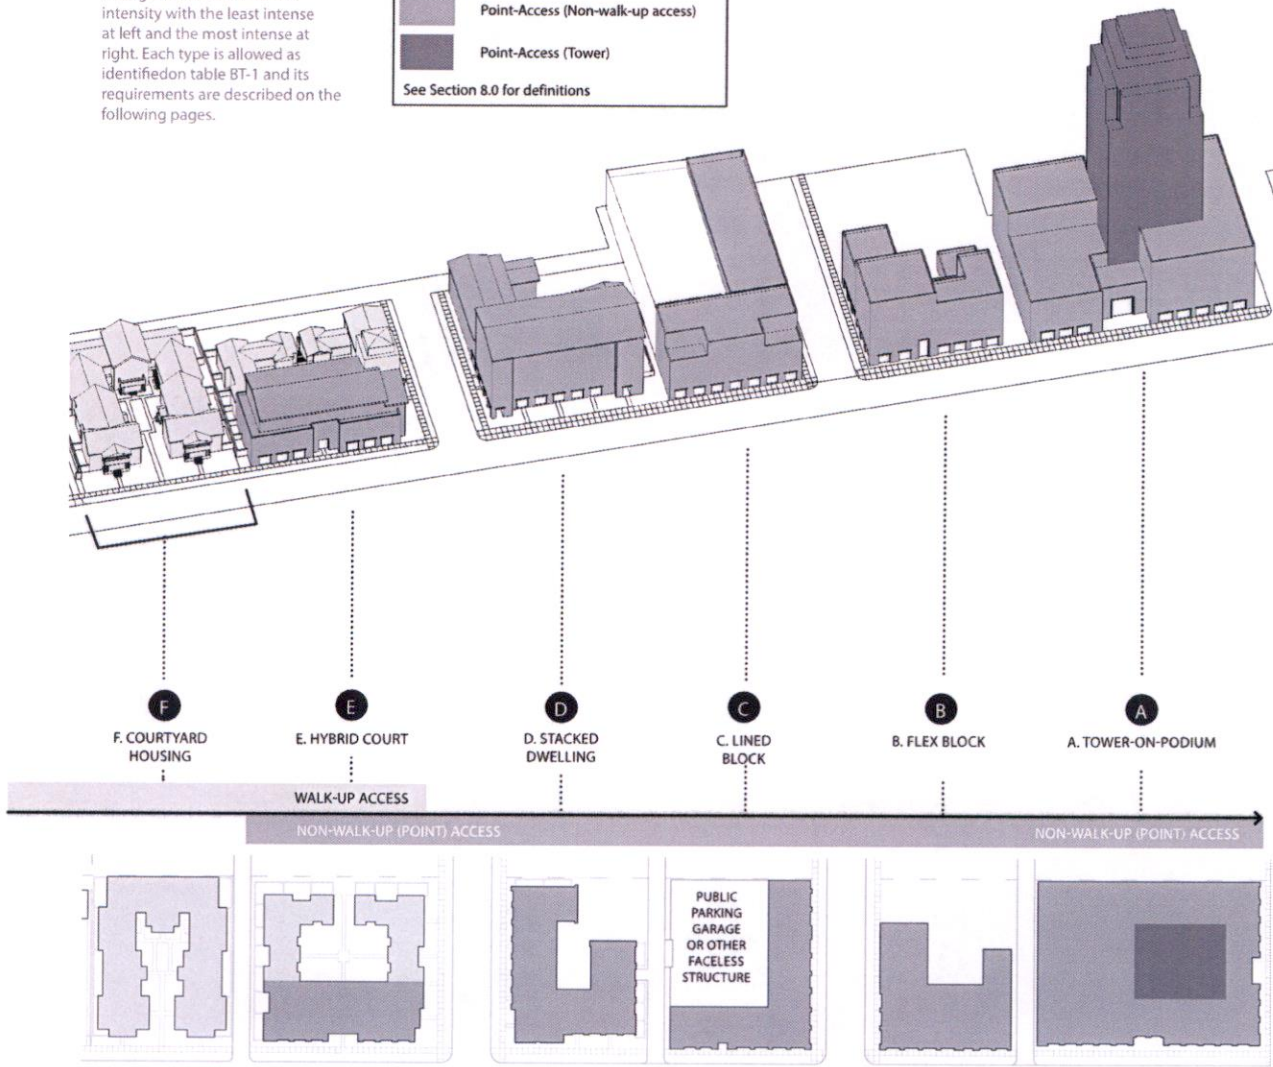 intensity with the least intense
at left and the most intense at
right. Each type is allowed as
identifiedon table BT-1 and its
requirements are described on the
following pages.
Point-Access (Non-walk-up access)
Point-Access (Tower)
See Section 8.0 for definitions
F
E
D
C
B
A
F. COURTYARD
HOUSING
E. HYBRID COURT
D. STACKED
DWELLING
C. LINED
BLOCK
B. FLEX BLOCK
A. TOWER-ON-PODIUM
WALK-UP ACCESS
NON-WALK-UP (POINT) ACCESS
NON-WALK-UP (POINT) ACCESS
PUBLIC
PARKING
GARAGE
OR OTHER
FACELESS
STRUCTURE